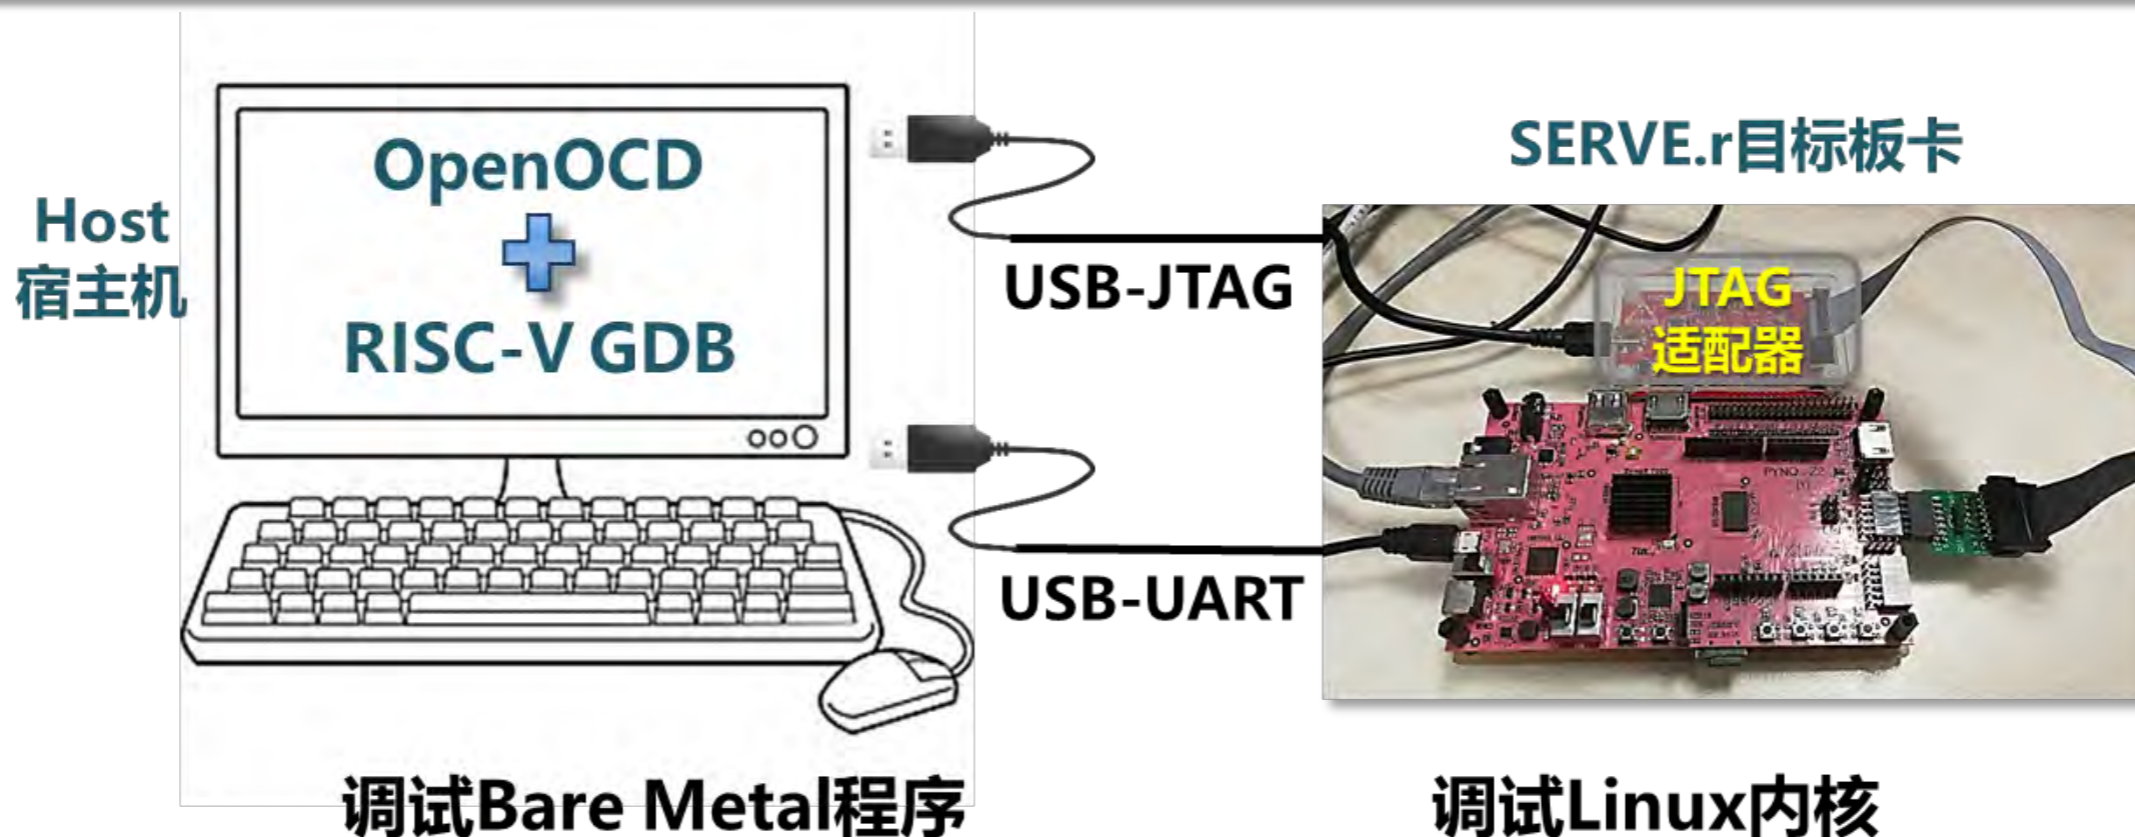 OpenOCD
RISC-V GDB
Host
宿主机
USB-JTAG
USB-UART
SERVE.r目标板卡
JTAG
适配器
PYNQ-Z2
调试Bare Metal程序
调试Linux内核